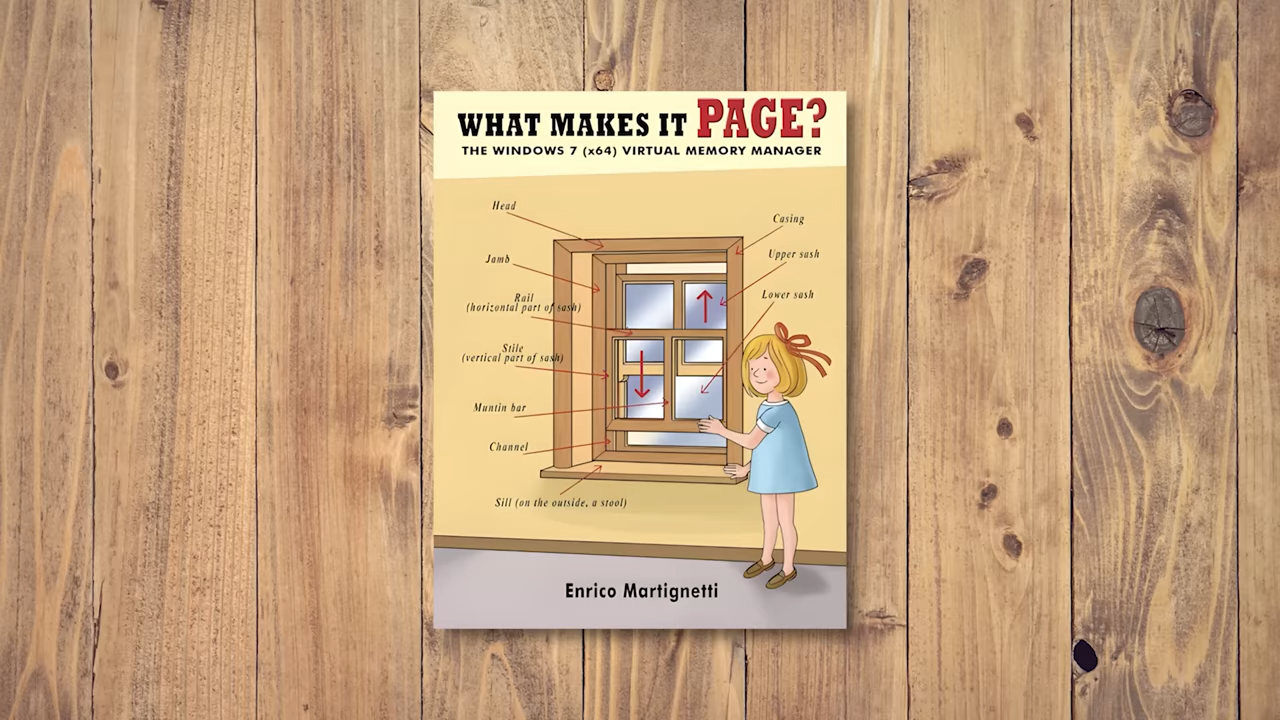 WHAT MAKES IT PAGE?
THE WINDOWS 7 (x64) VIRTUAL MEMORY MANAGER
Head
Casing
Jamb
Upper sash
Rail
(horizontal part of sash)
Lower sash
Stile
(vertical part of sash)
Muntin bar
Channel
Sill (on the outside, a stool)
Enrico Martignetti